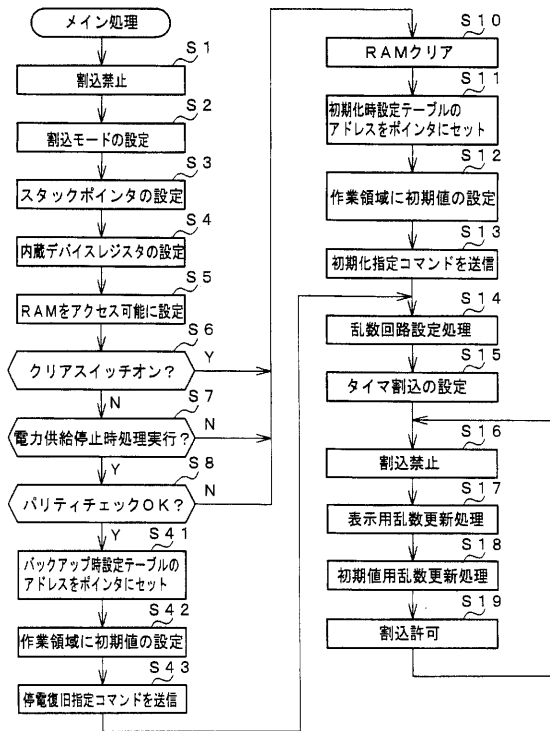 メイン処理
S1
割込禁止
S2
割込モードの設定
S3
スタックポインタの設定
S4
内蔵デバイスレジスタの設定
S5
RAMをアクセス可能に設定
S6
クリアスイッチオン？
Y
N
S7
電力供給停止時処理実行？
N
Y
S8
パリティチェックOK？
N
Y
S41
バックアップ時設定テーブルの
アドレスをポインタにセット
S42
作業領域に初期値の設定
S43
停電復旧指定コマンドを送信
S10
RAMクリア
S11
初期化時設定テーブルの
アドレスをポインタにセット
S12
作業領域に初期値の設定
S13
初期化指定コマンドを送信
S14
乱数回路設定処理
S15
タイマ割込の設定
S16
割込禁止
S17
表示用乱数更新処理
S18
初期値用乱数更新処理
S19
割込許可